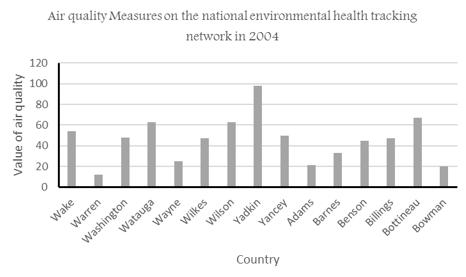 Air quality Measures on the national environmental health tracking
network in 2004
120
100
80
60
40
20
0
Value of air quality
Wake
Warren
Washington
Watauga
Wayne
Wilkes
Wilson
Yadkin
Yancey
Adams
Barnes
Benson
Billings
Bottineau
Bowman
Country